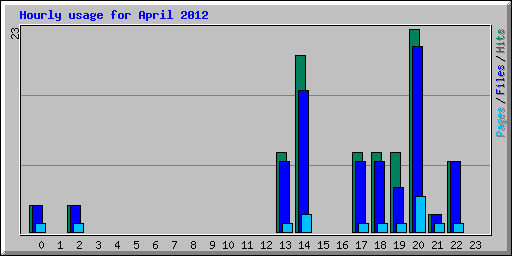 Hourly usage for April 2012
23
Pages / Files / Hits
0 1 2 3 4 5 6 7 8 9 10 11 12 13 14 15 16 17 18 19 20 21 22 23